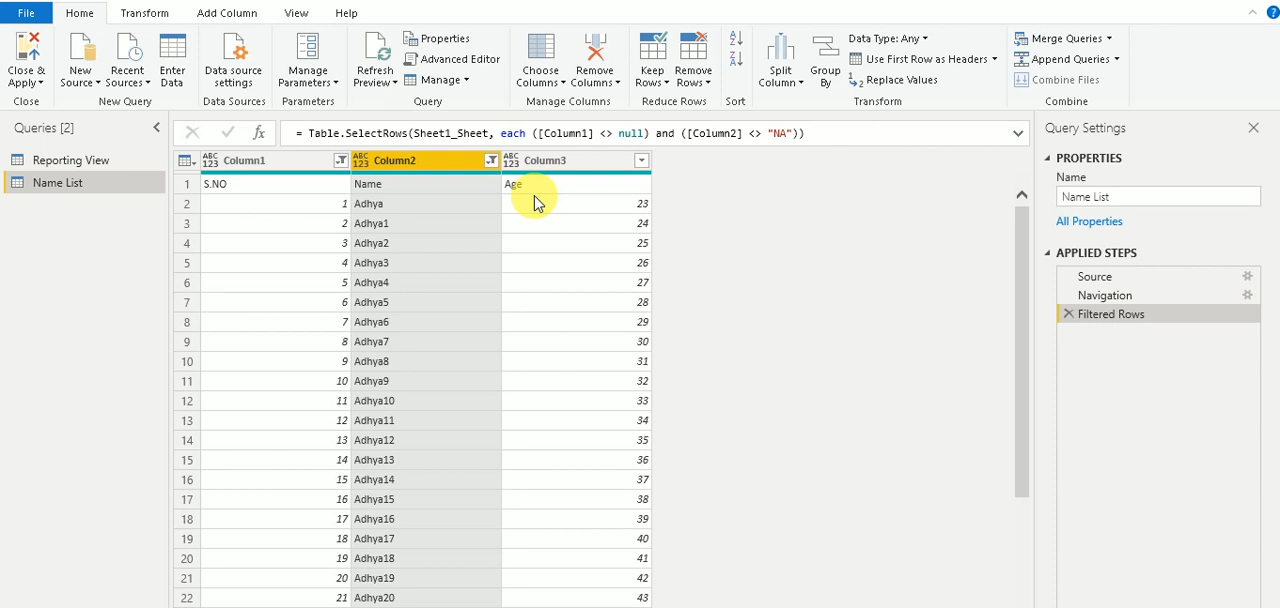 File
Home
Transform
Add Column
View
Help
Close & Apply
New Source
Recent Sources
Enter Data
Data source settings
Manage Parameters
Refresh Preview
Properties
Advanced Editor
Manage
Choose Columns
Remove Columns
Keep Rows
Remove Rows
Split Column
Group By
Data Type: Any
Use First Row as Headers
Replace Values
Merge Queries
Append Queries
Combine Files
Close
New Query
Data Sources
Parameters
Query
Manage Columns
Reduce Rows
Sort
Transform
Combine
Queries [2]
= Table.SelectRows(Sheet1_Sheet, each ([Column1] <> null) and ([Column2] <> "NA"))
Reporting View
Name List
ABC 123 Column1 ABC 123 Column2 ABC 123 Column3
1 S.NO Name Age
2 1 Adhya 23
3 2 Adhya1 24
4 3 Adhya2 25
5 4 Adhya3 26
6 5 Adhya4 27
7 6 Adhya5 28
8 7 Adhya6 29
9 8 Adhya7 30
10 9 Adhya8 31
11 10 Adhya9 32
12 11 Adhya10 33
13 12 Adhya11 34
14 13 Adhya12 35
15 14 Adhya13 36
16 15 Adhya14 37
17 16 Adhya15 38
18 17 Adhya16 39
19 18 Adhya17 40
20 19 Adhya18 41
21 20 Adhya19 42
22 21 Adhya20 43
Query Settings
PROPERTIES
Name
Name List
All Properties
APPLIED STEPS
Source
Navigation
Filtered Rows